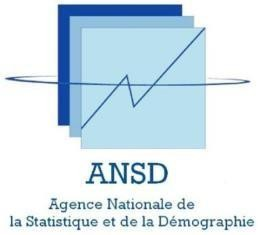 ANSD
Agence Nationale de
la Statistique et de la Démographie